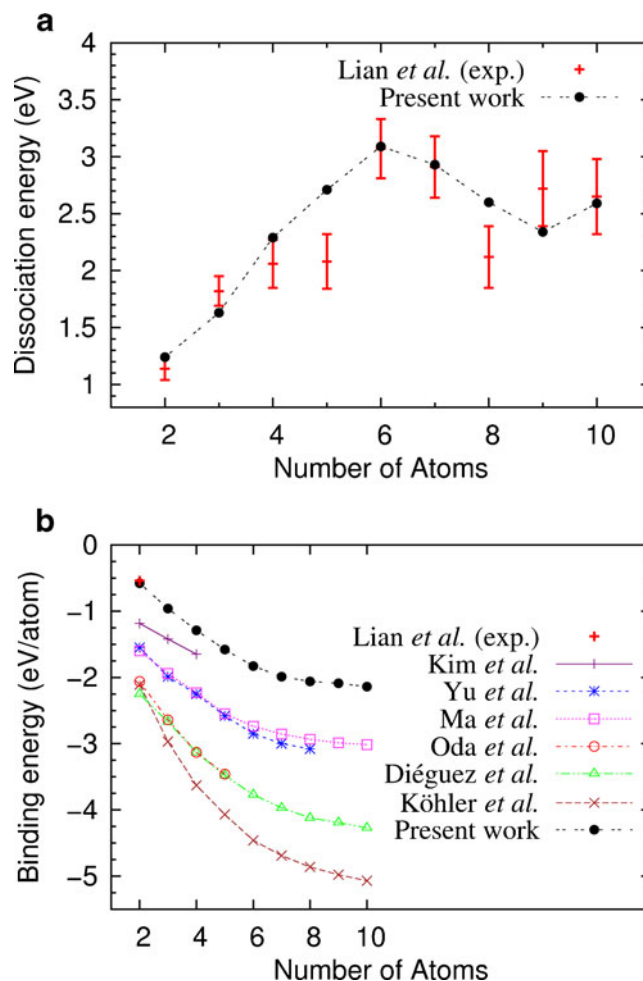 a
Dissociation energy (eV)
4
3.5
3
2.5
2
1.5
1
Lian et al. (exp.)
Present work
2
4
6
8
10
Number of Atoms
b
Binding energy (eV/atom)
0
−1
−2
−3
−4
−5
Lian et al. (exp.)
Kim et al.
Yu et al.
Ma et al.
Oda et al.
Diéguez et al.
Köhler et al.
Present work
2
4
6
8
10
Number of Atoms